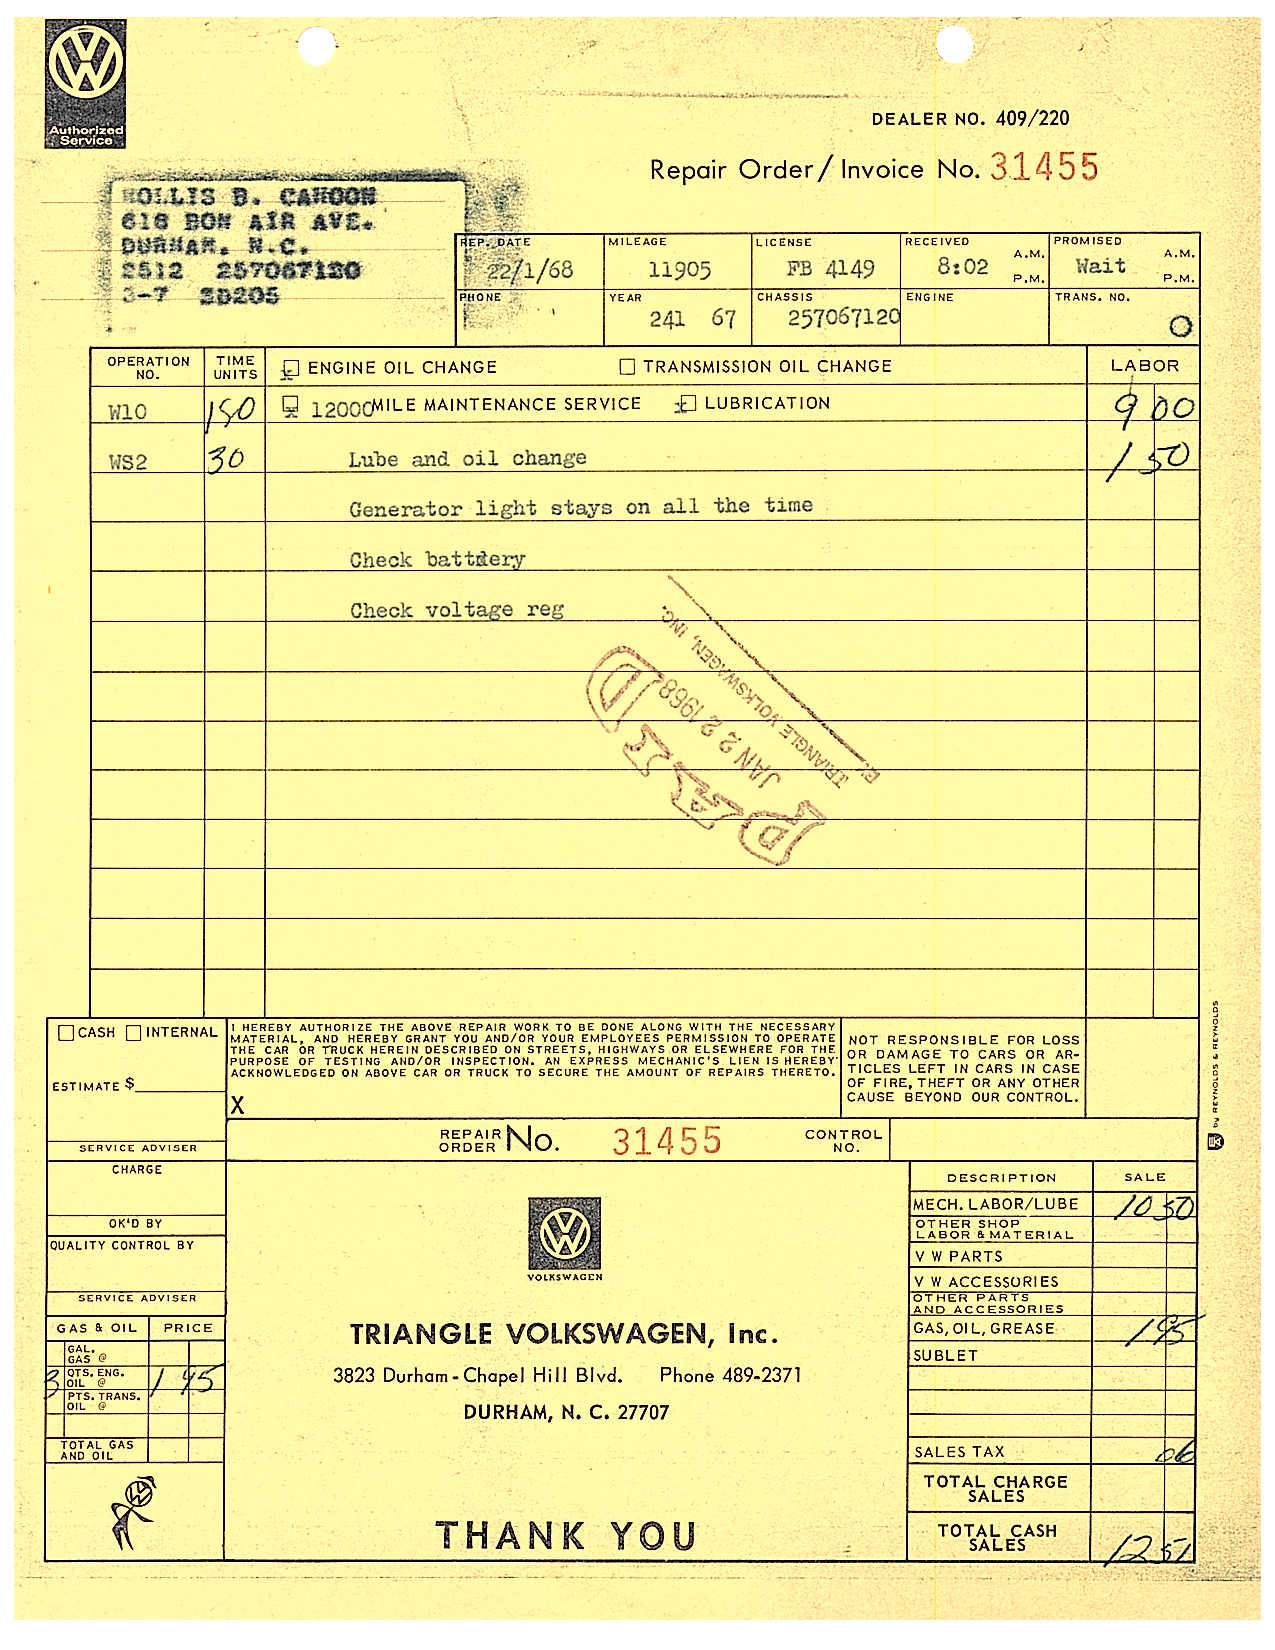 Authorized
Service
DEALER NO. 409/220
Repair Order / Invoice No. 31455
HOLLIS B. CAHOON
618 BON AIR AVE.
DURHAM, N.C.
2512 257067120
3-7 3D205
REP. DATE MILEAGE LICENSE RECEIVED A.M. PROMISED A.M.
22/1/68 11905 FB 4149 8:02 P.M. Wait P.M.
PHONE YEAR CHASSIS ENGINE TRANS. NO.
241 67 257067120 O
OPERATION NO. TIME UNITS ENGINE OIL CHANGE TRANSMISSION OIL CHANGE LABOR
W10 150 12000 MILE MAINTENANCE SERVICE LUBRICATION 9 00
WS2 30 Lube and oil change 1 50
Generator light stays on all the time
Check battery
Check voltage reg
PAID
JAN 22 1968
TRIANGLE VOLKSWAGEN, INC.
CASH INTERNAL
ESTIMATE $
SERVICE ADVISER
I HEREBY AUTHORIZE THE ABOVE REPAIR WORK TO BE DONE ALONG WITH THE NECESSARY
MATERIAL, AND HEREBY GRANT YOU AND/OR YOUR EMPLOYEES PERMISSION TO OPERATE
THE CAR OR TRUCK HEREIN DESCRIBED ON STREETS, HIGHWAYS OR ELSEWHERE FOR THE
PURPOSE OF TESTING AND/OR INSPECTION. AN EXPRESS MECHANIC'S LIEN IS HEREBY
ACKNOWLEDGED ON ABOVE CAR OR TRUCK TO SECURE THE AMOUNT OF REPAIRS THERETO.
X
NOT RESPONSIBLE FOR LOSS
OR DAMAGE TO CARS OR AR-
TICLES LEFT IN CARS IN CASE
OF FIRE, THEFT OR ANY OTHER
CAUSE BEYOND OUR CONTROL.
by REYNOLDS & REYNOLDS
REPAIR ORDER No. 31455 CONTROL NO.
CHARGE
OK'D BY
QUALITY CONTROL BY
SERVICE ADVISER
GAS & OIL PRICE
GAL. GAS @
3 QTS. ENG. OIL @ 1 95
PTS. TRANS. OIL @
TOTAL GAS AND OIL
VOLKSWAGEN
TRIANGLE VOLKSWAGEN, Inc.
3823 Durham - Chapel Hill Blvd. Phone 489-2371
DURHAM, N. C. 27707
THANK YOU
DESCRIPTION SALE
MECH. LABOR/LUBE 10 50
OTHER SHOP LABOR & MATERIAL
V W PARTS
V W ACCESSORIES
OTHER PARTS AND ACCESSORIES
GAS, OIL, GREASE 1 95
SUBLET
SALES TAX 06
TOTAL CHARGE SALES
TOTAL CASH SALES 12 51